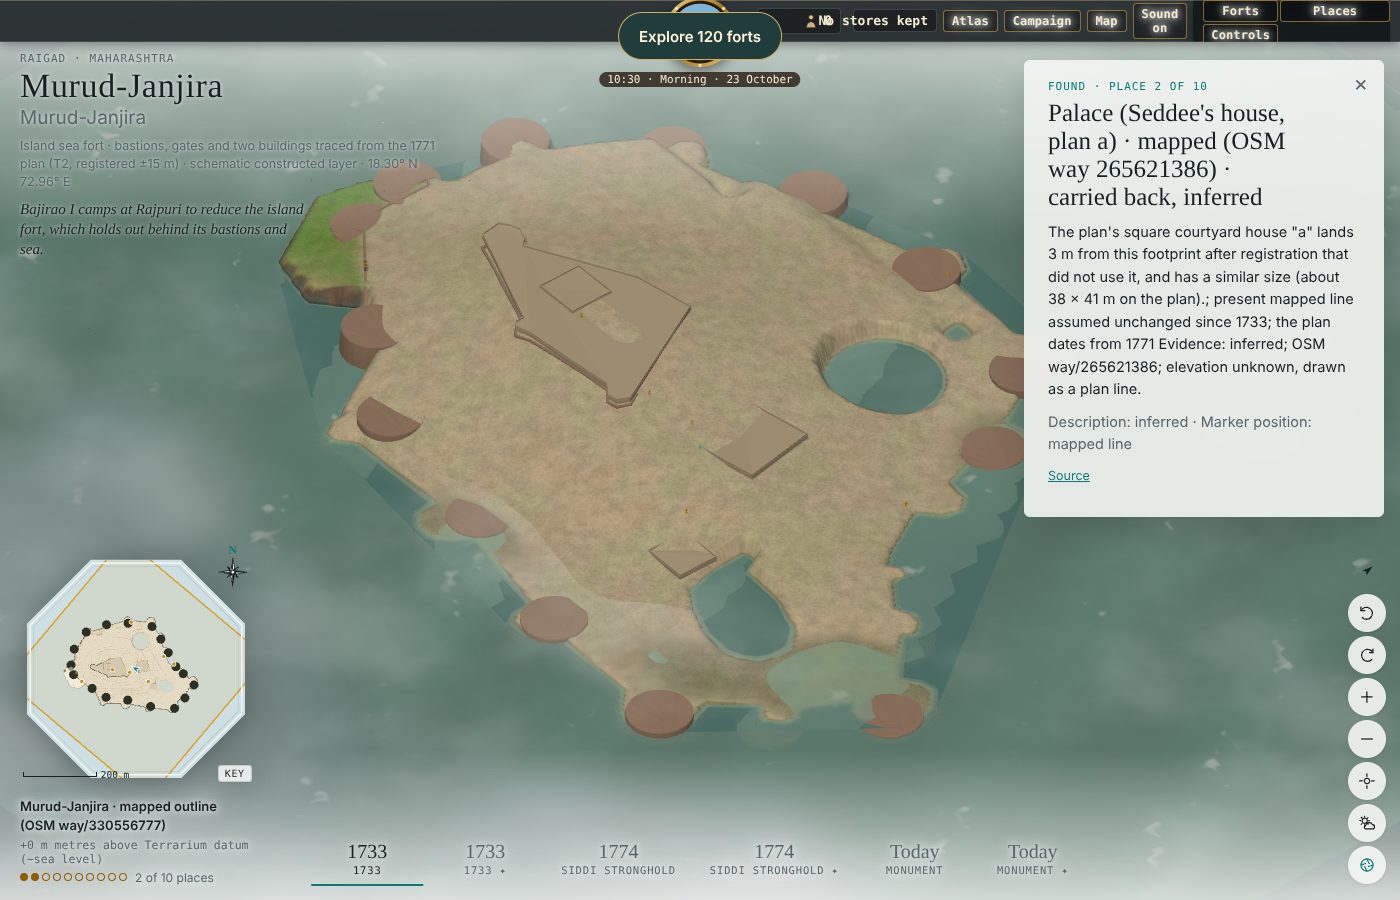 Explore 120 forts
No stores kept
Atlas
Campaign
Map
Sound
on
Forts
Places
Controls
10:30 · Morning · 23 October
RAIGAD · MAHARASHTRA
Murud-Janjira
Murud-Janjira
Island sea fort · bastions, gates and two buildings traced from the 1771
plan (T2, registered ±15 m) · schematic constructed layer · 18.30° N
72.96° E
Bajirao I camps at Rajpuri to reduce the island
fort, which holds out behind its bastions and
sea.
FOUND · PLACE 2 OF 10
Palace (Seddee's house,
plan a) · mapped (OSM
way 265621386) ·
carried back, inferred
The plan's square courtyard house "a" lands
3 m from this footprint after registration that
did not use it, and has a similar size (about
38 × 41 m on the plan).; present mapped line
assumed unchanged since 1733; the plan
dates from 1771 Evidence: inferred; OSM
way/265621386; elevation unknown, drawn
as a plan line.
Description: inferred · Marker position:
mapped line
Source
N
200 m
KEY
Murud-Janjira · mapped outline
(OSM way/330556777)
+0 m metres above Terrarium datum
(~sea level)
2 of 10 places
1733
1733
1733
1733 ✦
1774
SIDDI STRONGHOLD
1774
SIDDI STRONGHOLD ✦
Today
MONUMENT
Today
MONUMENT ✦